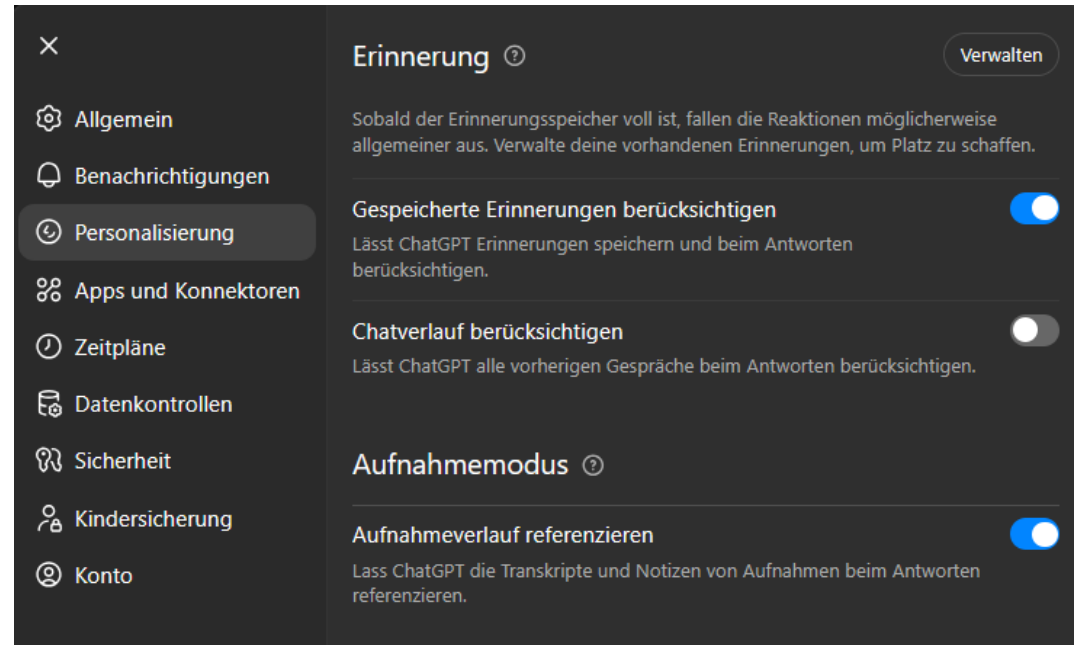 Allgemein
Benachrichtigungen
Personalisierung
Apps und Konnektoren
Zeitpläne
Datenkontrollen
Sicherheit
Kindersicherung
Konto
Erinnerung
Verwalten
Sobald der Erinnerungsspeicher voll ist, fallen die Reaktionen möglicherweise
allgemeiner aus. Verwalte deine vorhandenen Erinnerungen, um Platz zu schaffen.
Gespeicherte Erinnerungen berücksichtigen
Lässt ChatGPT Erinnerungen speichern und beim Antworten
berücksichtigen.
Chatverlauf berücksichtigen
Lässt ChatGPT alle vorherigen Gespräche beim Antworten berücksichtigen.
Aufnahmemodus
Aufnahmeverlauf referenzieren
Lass ChatGPT die Transkripte und Notizen von Aufnahmen beim Antworten
referenzieren.